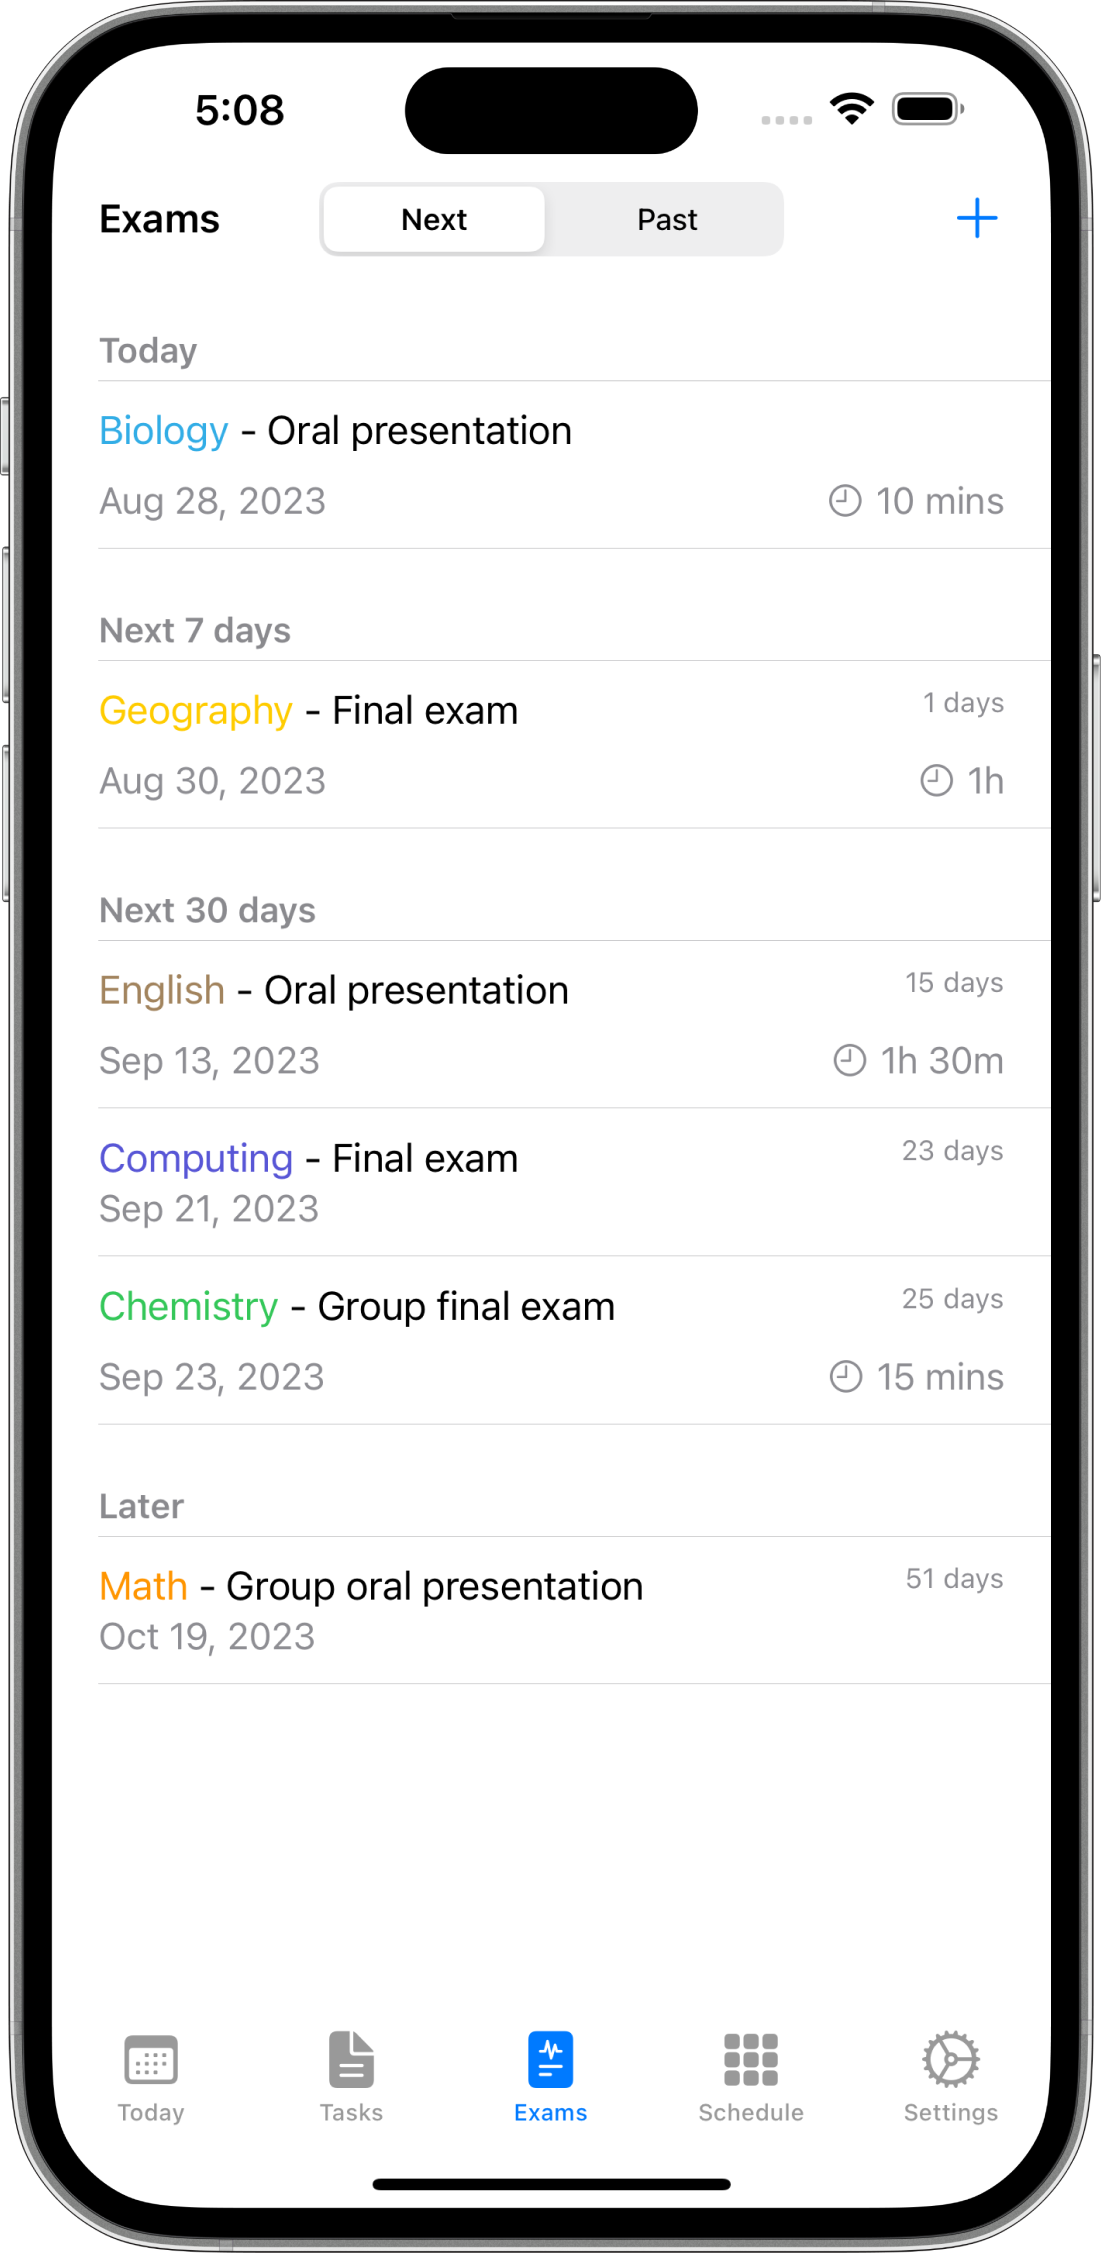 5:08
Exams
Next
Past
Today
Biology - Oral presentation
Aug 28, 2023
10 mins
Next 7 days
Geography - Final exam
1 days
Aug 30, 2023
1h
Next 30 days
English - Oral presentation
15 days
Sep 13, 2023
1h 30m
Computing - Final exam
23 days
Sep 21, 2023
Chemistry - Group final exam
25 days
Sep 23, 2023
15 mins
Later
Math - Group oral presentation
51 days
Oct 19, 2023
Today
Tasks
Exams
Schedule
Settings